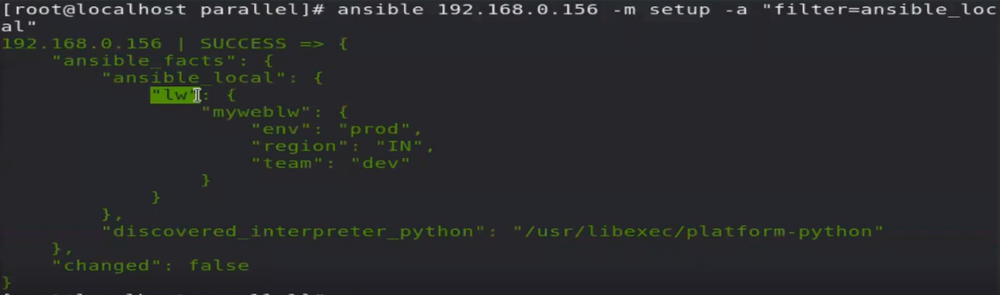 [root@localhost parallel]# ansible 192.168.0.156 -m setup -a "filter=ansible_loc
al"
192.168.0.156 | SUCCESS => {
    "ansible_facts": {
        "ansible_local": {
            "lw": {
                "myweblw": {
                    "env": "prod",
                    "region": "IN",
                    "team": "dev"
                }
            }
        },
        "discovered_interpreter_python": "/usr/libexec/platform-python"
    },
    "changed": false
}